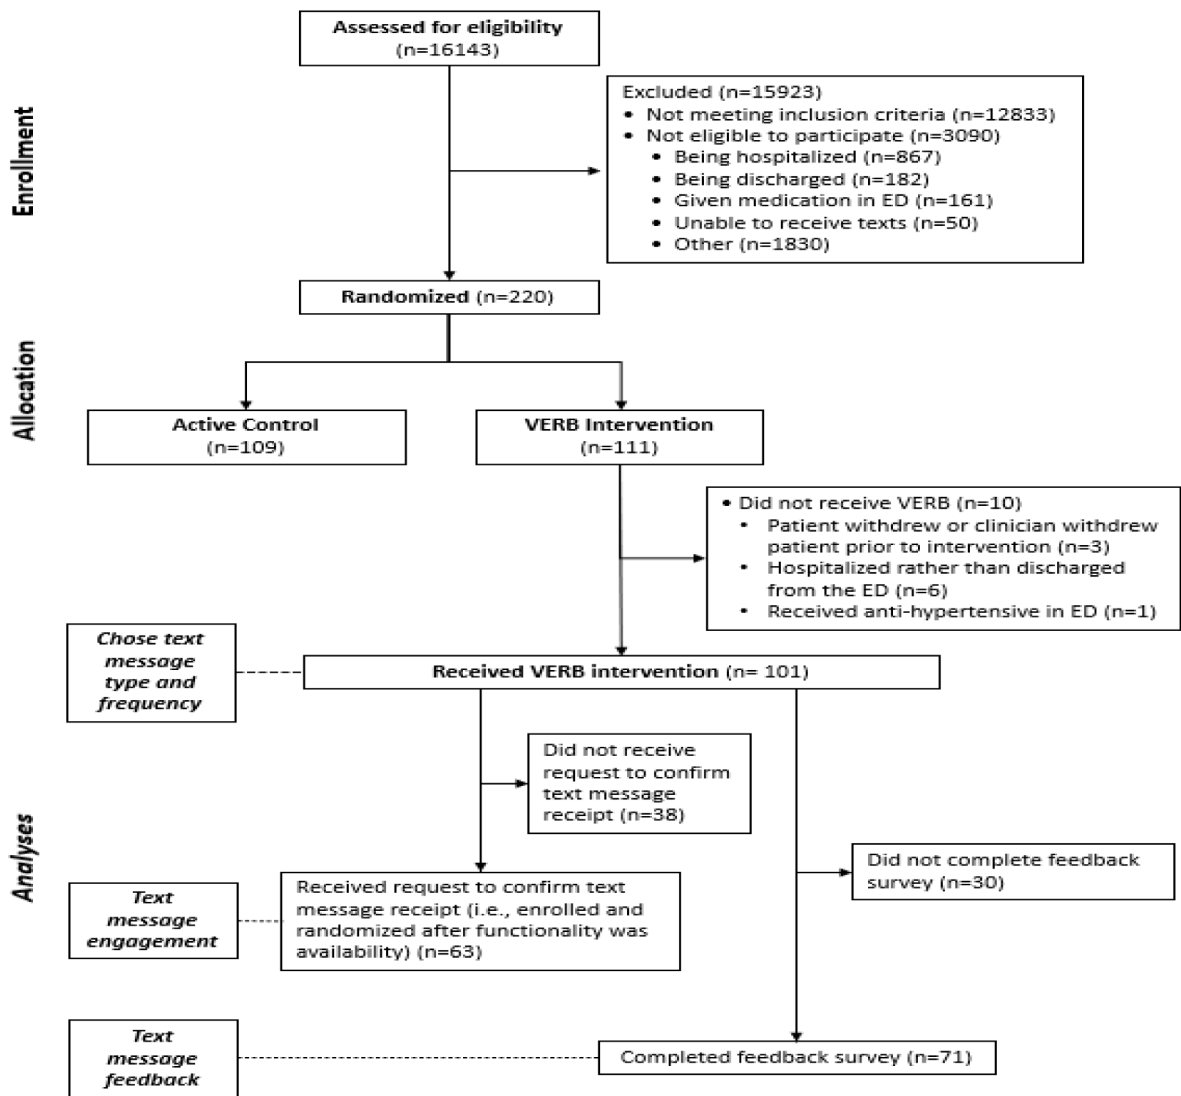 Assessed for eligibility
(n=16143)
Enrollment
Excluded (n=15923)
• Not meeting inclusion criteria (n=12833)
• Not eligible to participate (n=3090)
• Being hospitalized (n=867)
• Being discharged (n=182)
• Given medication in ED (n=161)
• Unable to receive texts (n=50)
• Other (n=1830)
Randomized (n=220)
Allocation
Active Control
(n=109)
VERB Intervention
(n=111)
• Did not receive VERB (n=10)
• Patient withdrew or clinician withdrew
patient prior to intervention (n=3)
• Hospitalized rather than discharged
from the ED (n=6)
• Received anti-hypertensive in ED (n=1)
Chose text
message
type and
frequency
Received VERB intervention (n= 101)
Analyses
Did not receive
request to confirm
text message
receipt (n=38)
Did not complete feedback
survey (n=30)
Text
message
engagement
Received request to confirm text
message receipt (i.e., enrolled and
randomized after functionality was
availability) (n=63)
Text
message
feedback
Completed feedback survey (n=71)